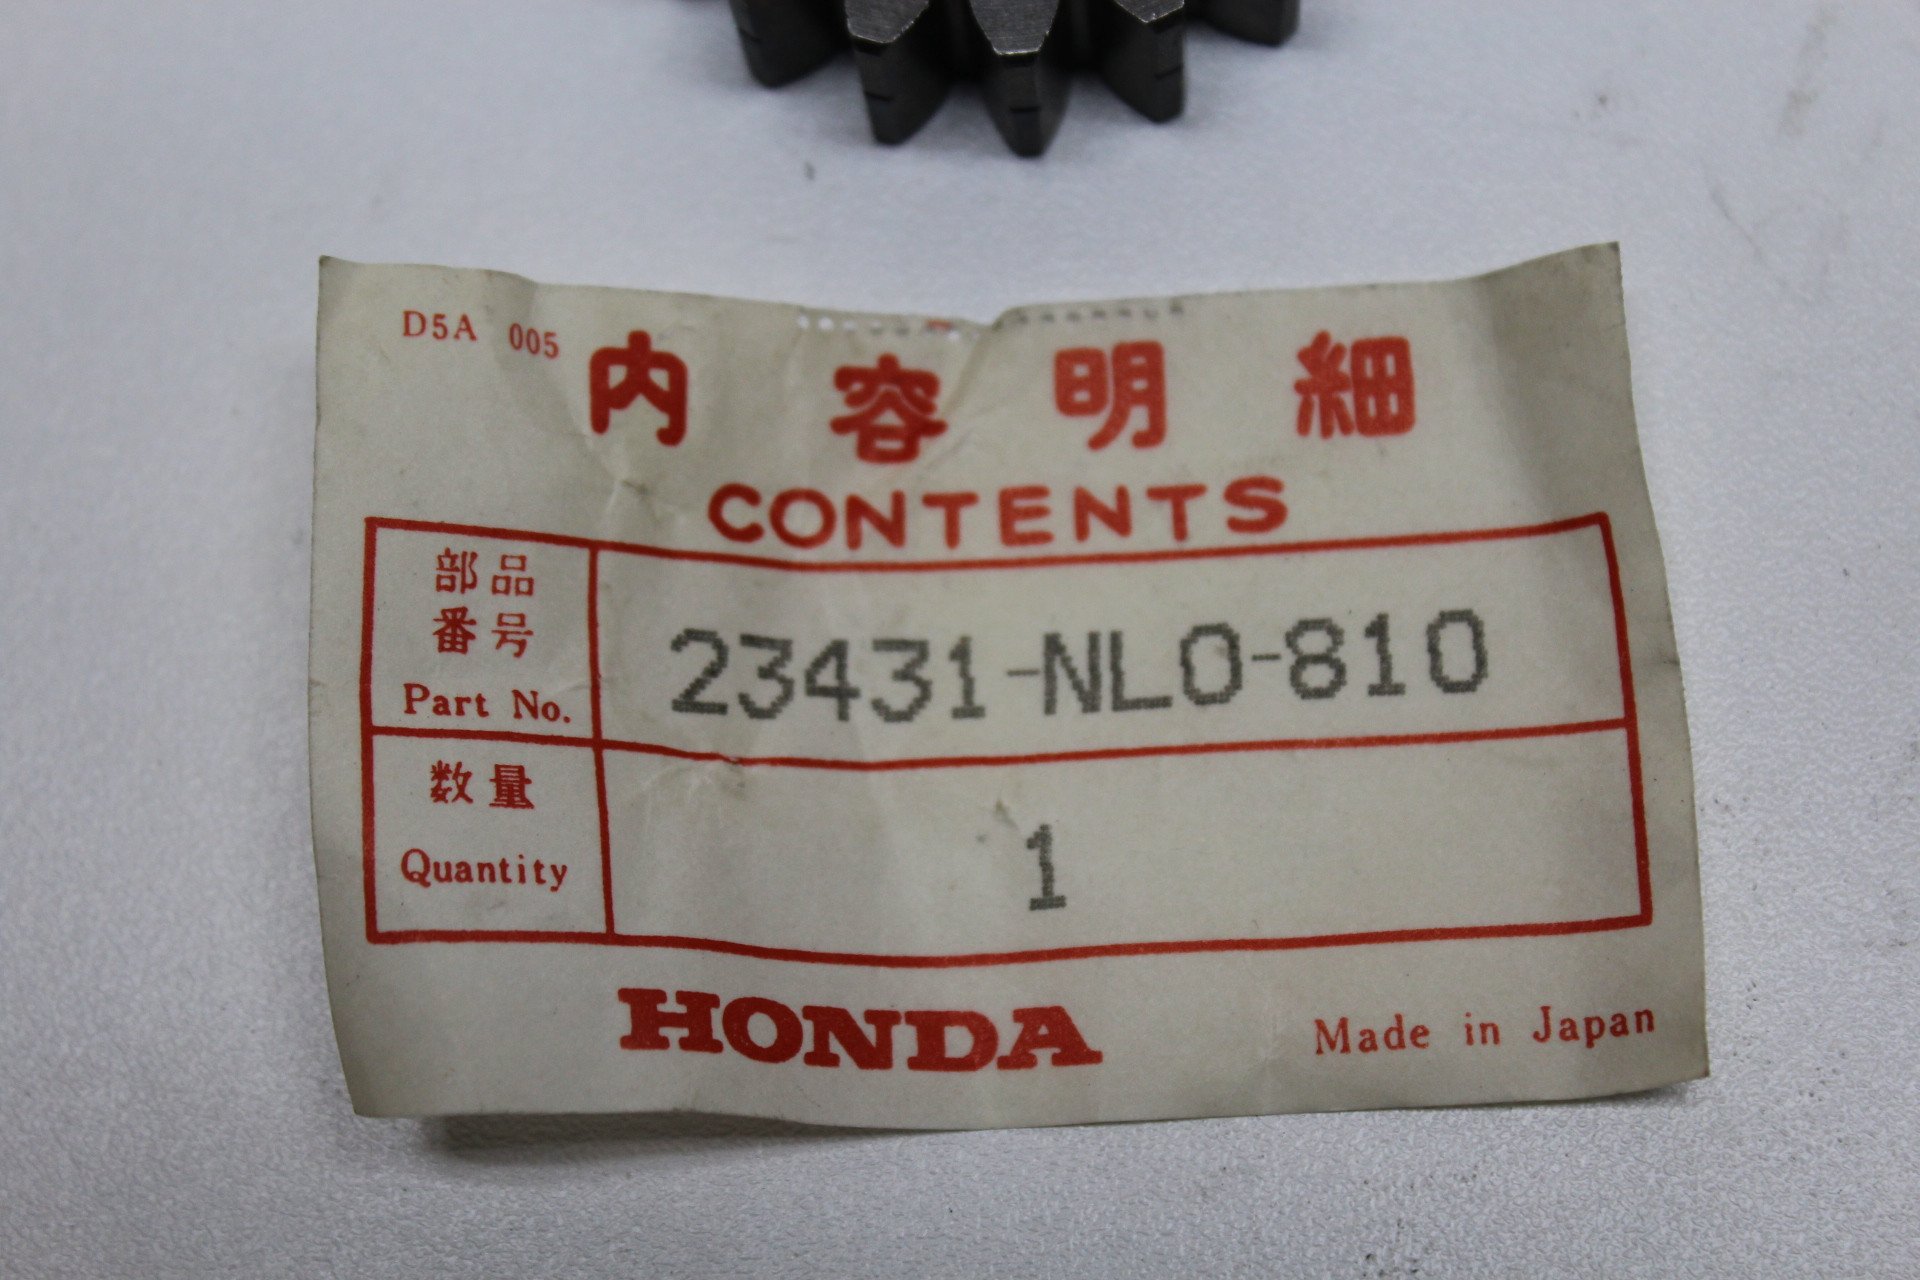 D5A 005
内容明細
CONTENTS
部品
番号
Part No.
23431-NL0-810
数量
Quantity
1
HONDA
Made in Japan